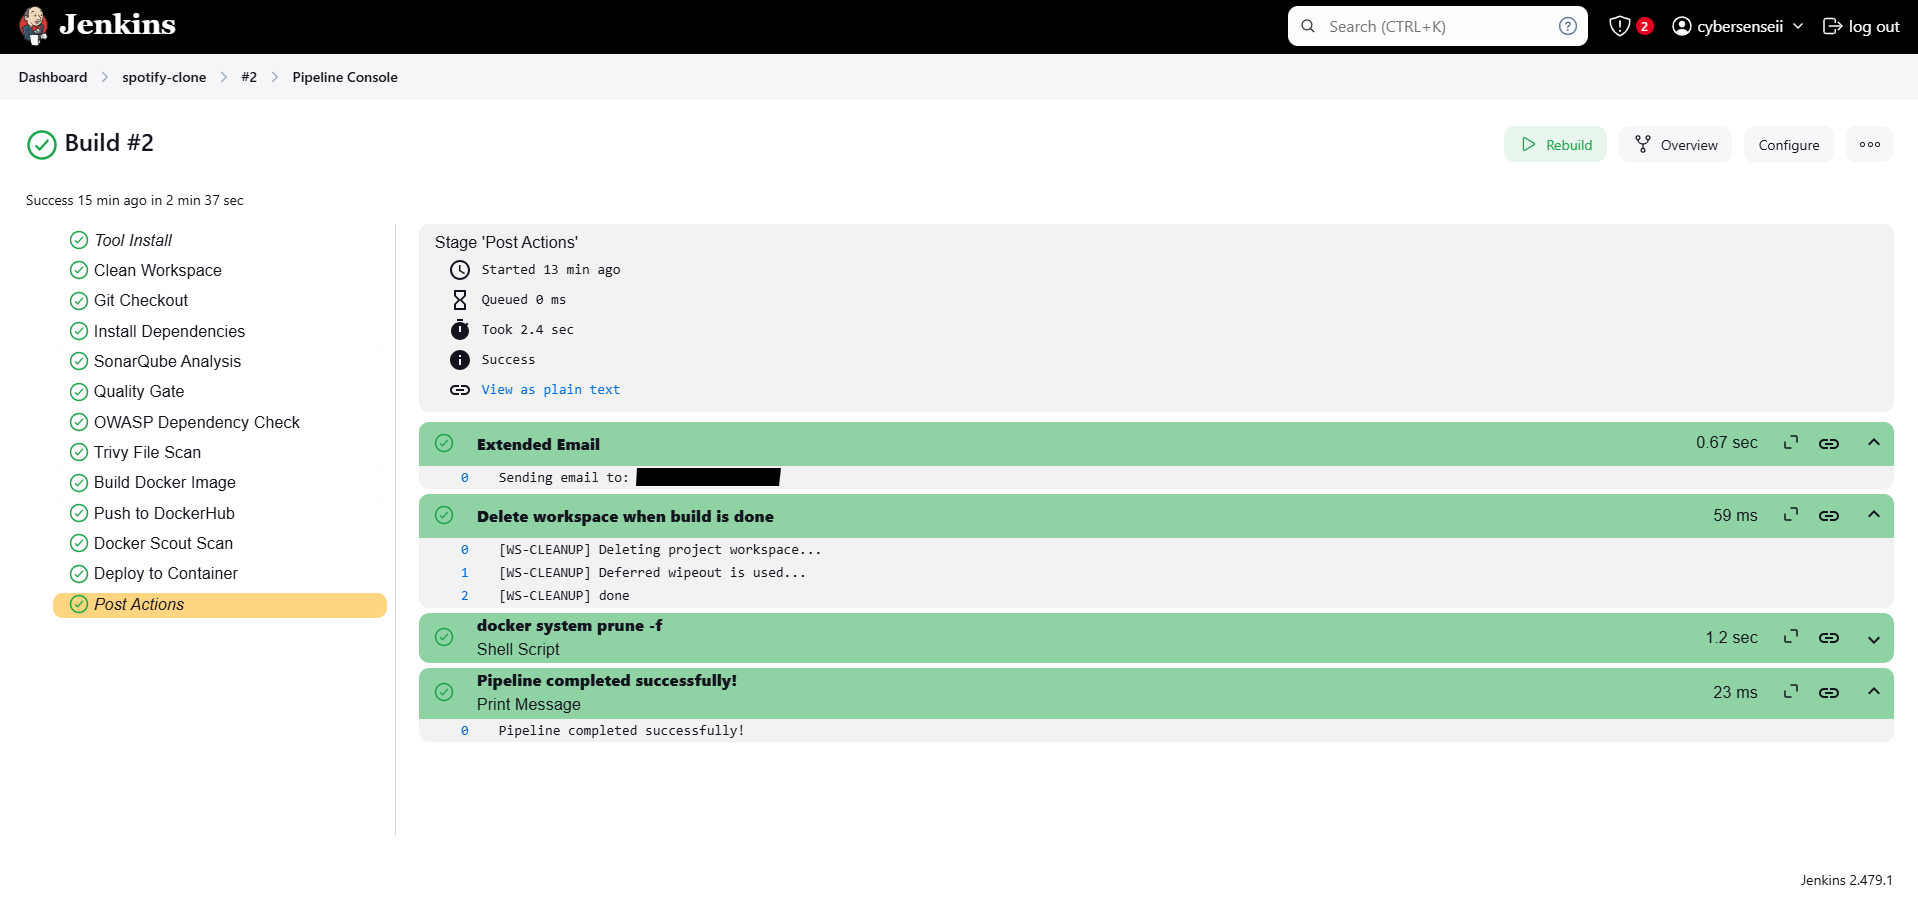 Jenkins
Search (CTRL+K)
2
cybersenseii
log out
Dashboard
spotify-clone
#2
Pipeline Console
Build #2
Rebuild
Overview
Configure
Success 15 min ago in 2 min 37 sec
Tool Install
Clean Workspace
Git Checkout
Install Dependencies
SonarQube Analysis
Quality Gate
OWASP Dependency Check
Trivy File Scan
Build Docker Image
Push to DockerHub
Docker Scout Scan
Deploy to Container
Post Actions
Stage 'Post Actions'
Started 13 min ago
Queued 0 ms
Took 2.4 sec
Success
View as plain text
Extended Email
0.67 sec
0 Sending email to:
Delete workspace when build is done
59 ms
0 [WS-CLEANUP] Deleting project workspace...
1 [WS-CLEANUP] Deferred wipeout is used...
2 [WS-CLEANUP] done
docker system prune -f
Shell Script
1.2 sec
Pipeline completed successfully!
Print Message
23 ms
0 Pipeline completed successfully!
Jenkins 2.479.1